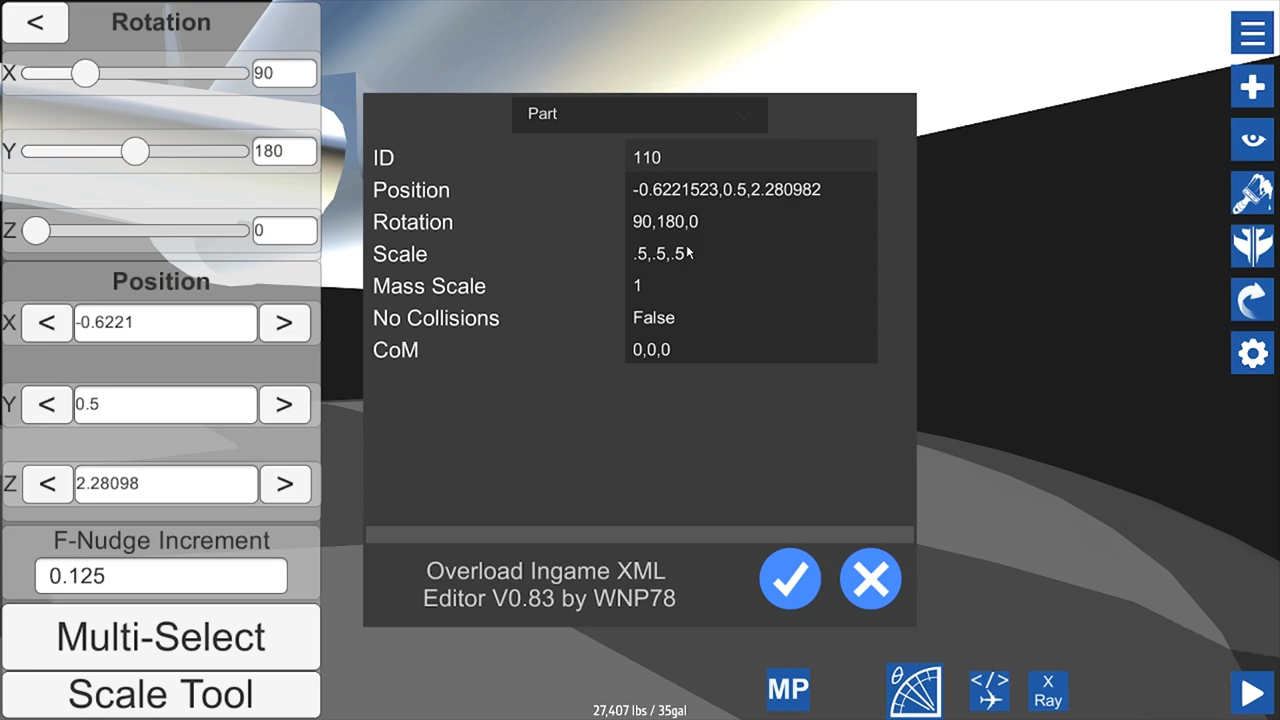 <
Rotation
X
90
Y
180
Z
0
Position
X
<
-0.6221
>
Y
<
0.5
>
Z
<
2.28098
>
F-Nudge Increment
0.125
Multi-Select
Scale Tool
Part
ID
110
Position
-0.6221523,0.5,2.280982
Rotation
90,180,0
Scale
.5,.5,.5
Mass Scale
1
No Collisions
False
CoM
0,0,0
Overload Ingame XML
Editor V0.83 by WNP78
27,407 lbs / 35gal
MP
θ
</>
X
Ray